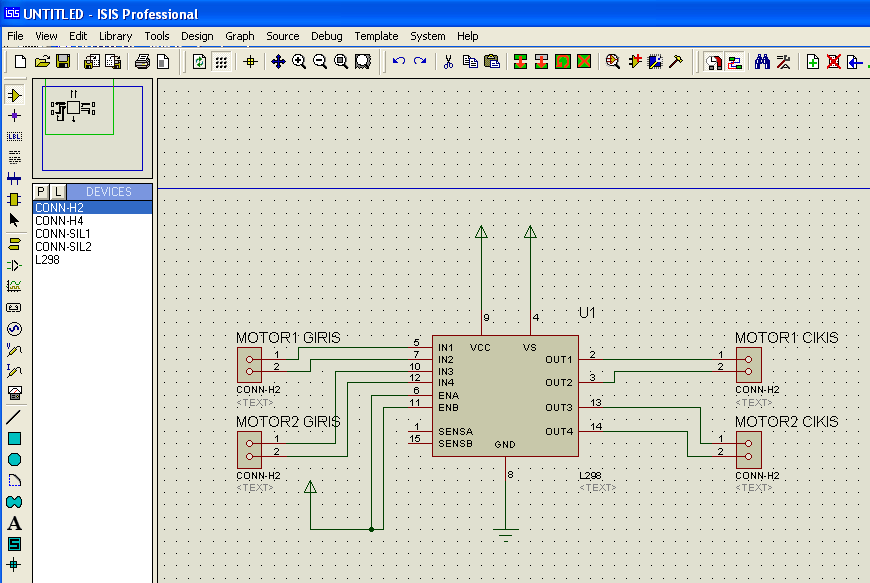 UNTITLED - ISIS Professional
File View Edit Library Tools Design Graph Source Debug Template System Help
P L DEVICES
CONN-H2
CONN-H4
CONN-SIL1
CONN-SIL2
L298
LBL
A
S
U1
9 4
MOTOR1 GIRIS
1
2
CONN-H2
<TEXT>
MOTOR2 GIRIS
1
2
CONN-H2
<TEXT>
5 IN1 VCC VS
7 IN2 OUT1 2
10 IN3
12 IN4 OUT2 3
6 ENA
11 ENB OUT3 13
1 SENSA OUT4 14
15 SENSB GND
8
L298
<TEXT>
MOTOR1 CIKIS
1
2
CONN-H2
<TEXT>
MOTOR2 CIKIS
1
2
CONN-H2
<TEXT>